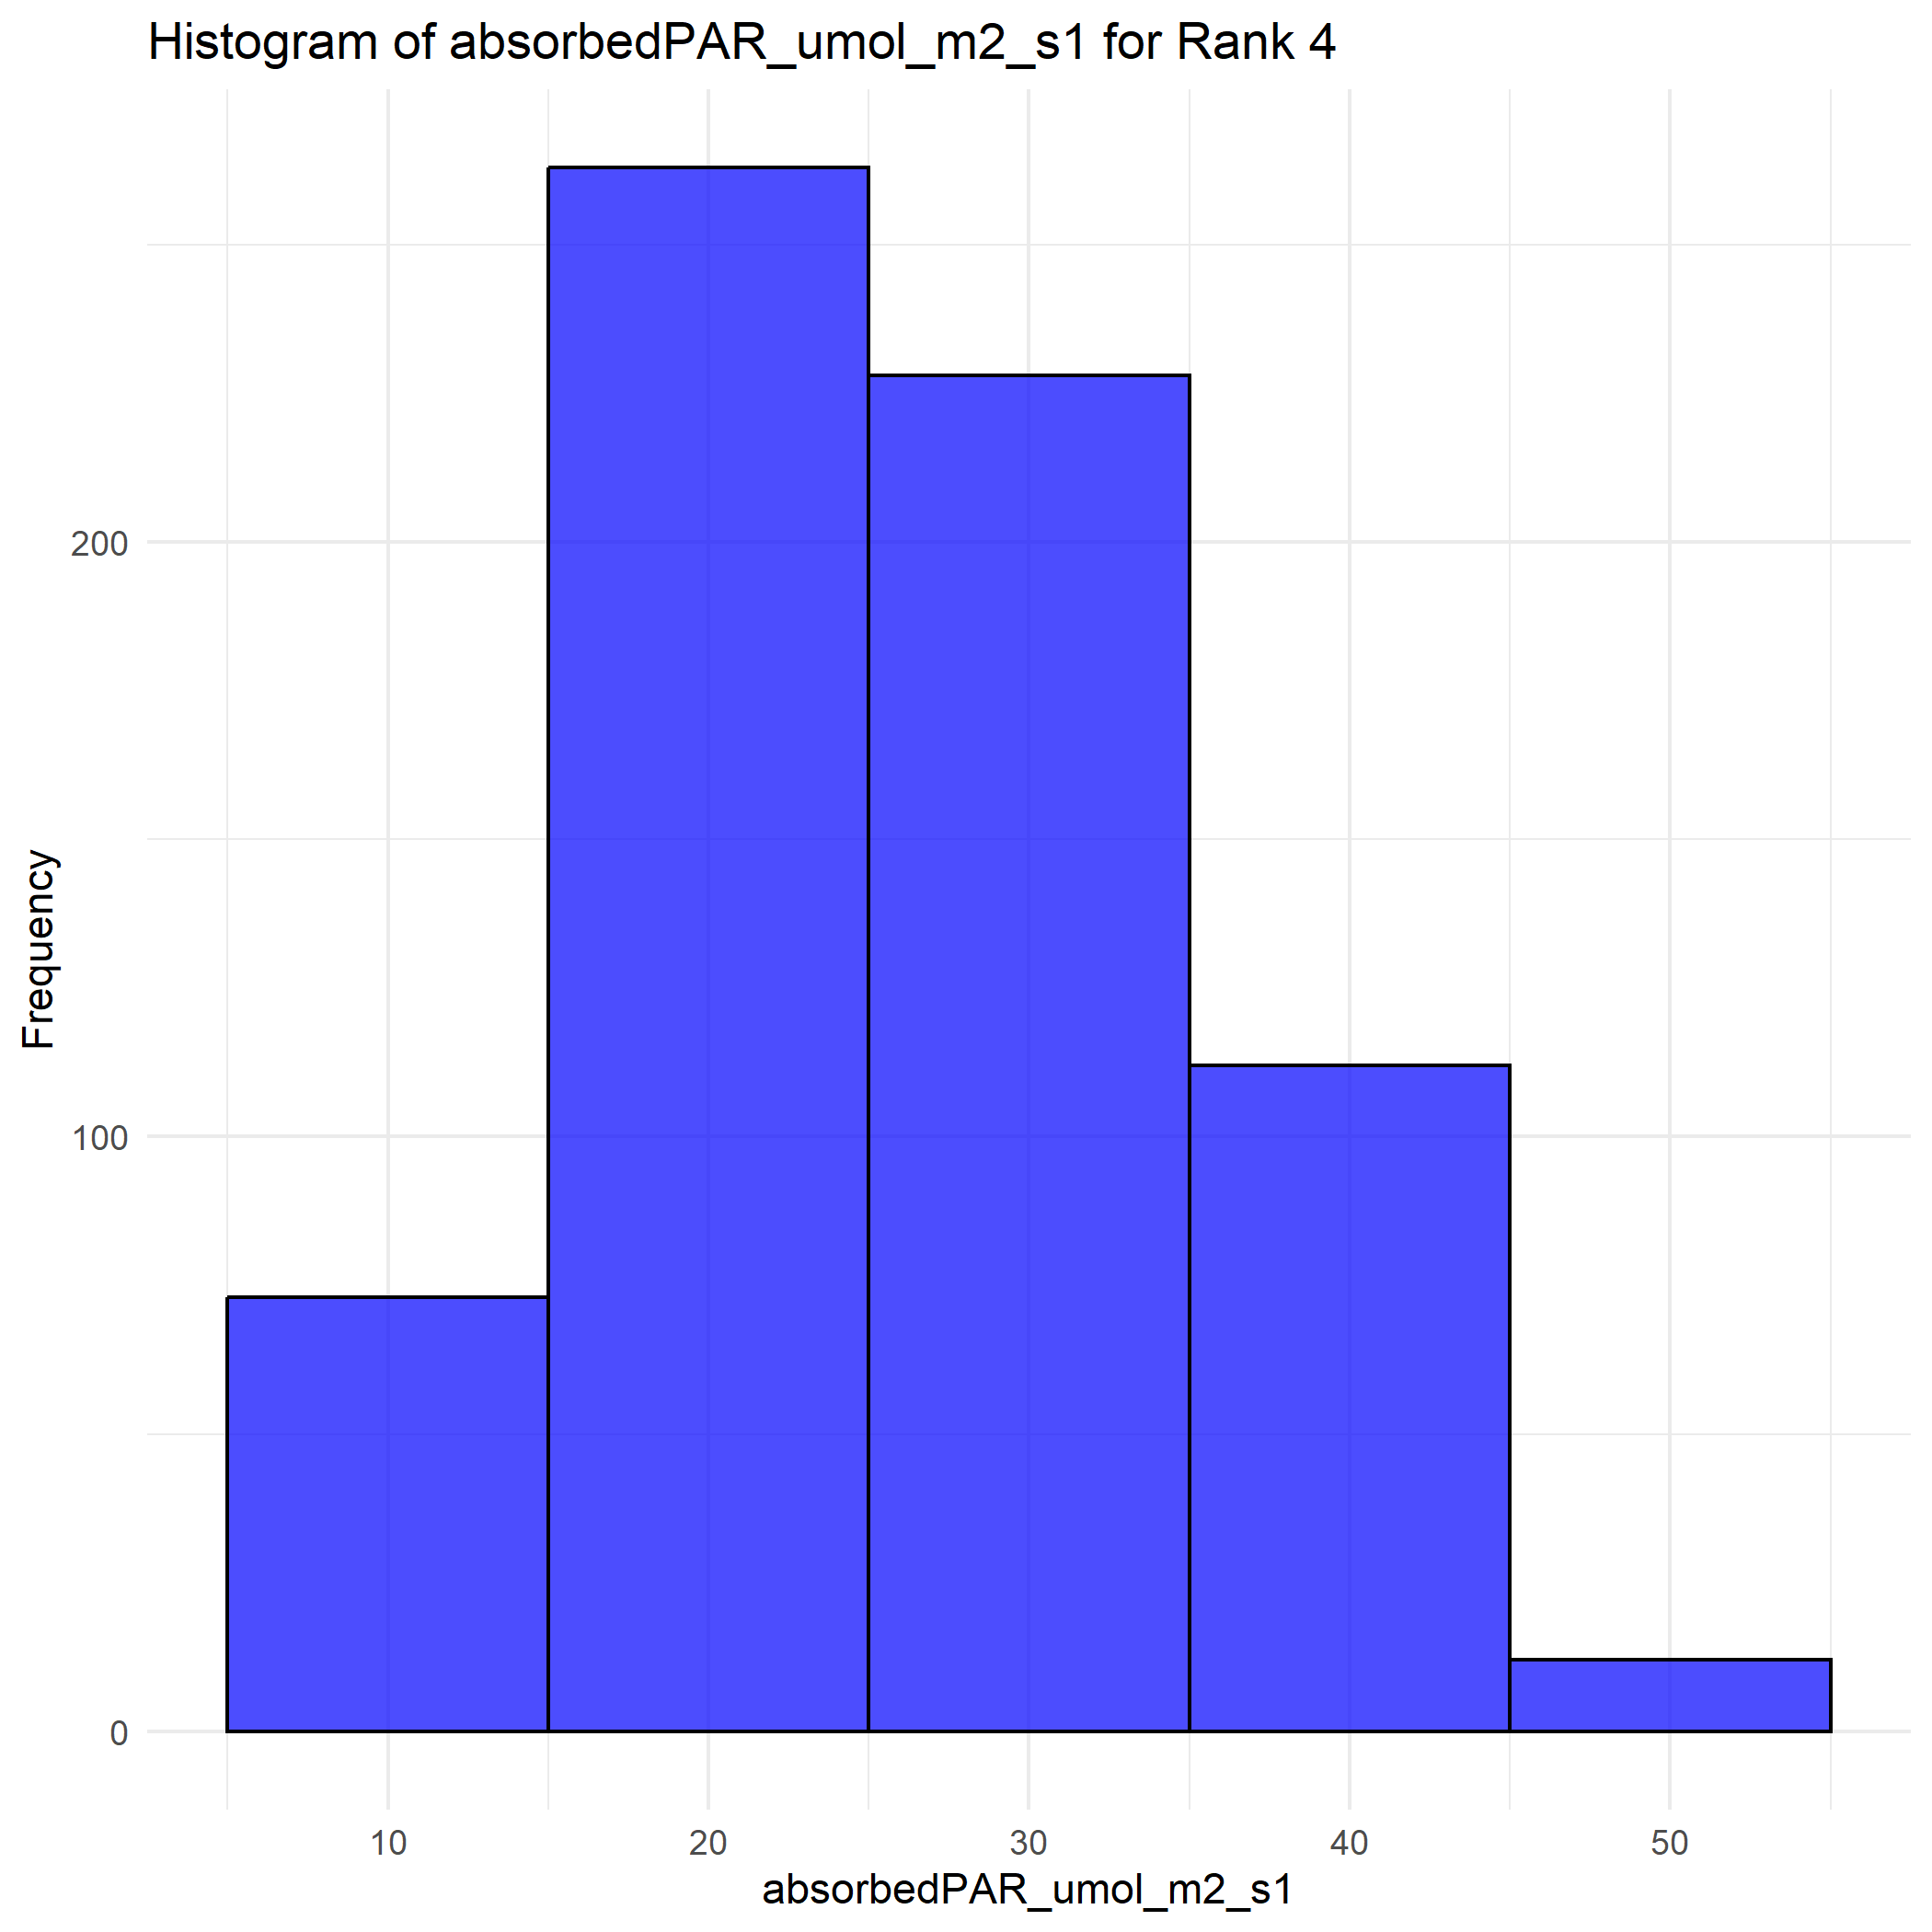 Histogram of absorbedPAR_umol_m2_s1 for Rank 4
Frequency
200
100
0
10 20 30 40 50
absorbedPAR_umol_m2_s1